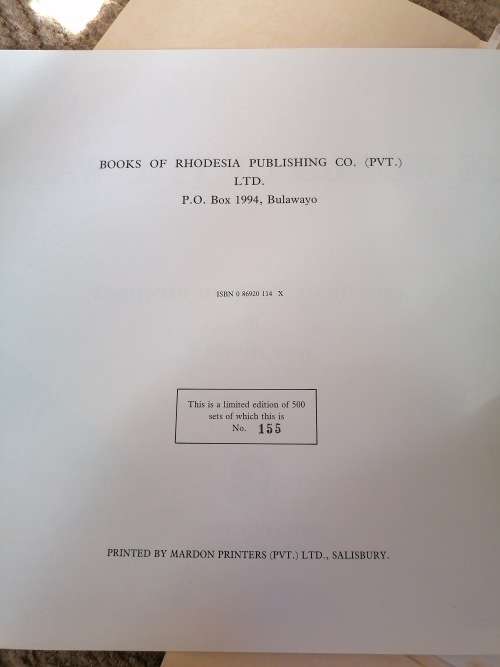 BOOKS OF RHODESIA PUBLISHING CO. (PVT.)
LTD.
P.O. Box 1994, Bulawayo
ISBN 0 86920 114 X
This is a limited edition of 500
sets of which this is
No. 155
PRINTED BY MARDON PRINTERS (PVT.) LTD., SALISBURY.